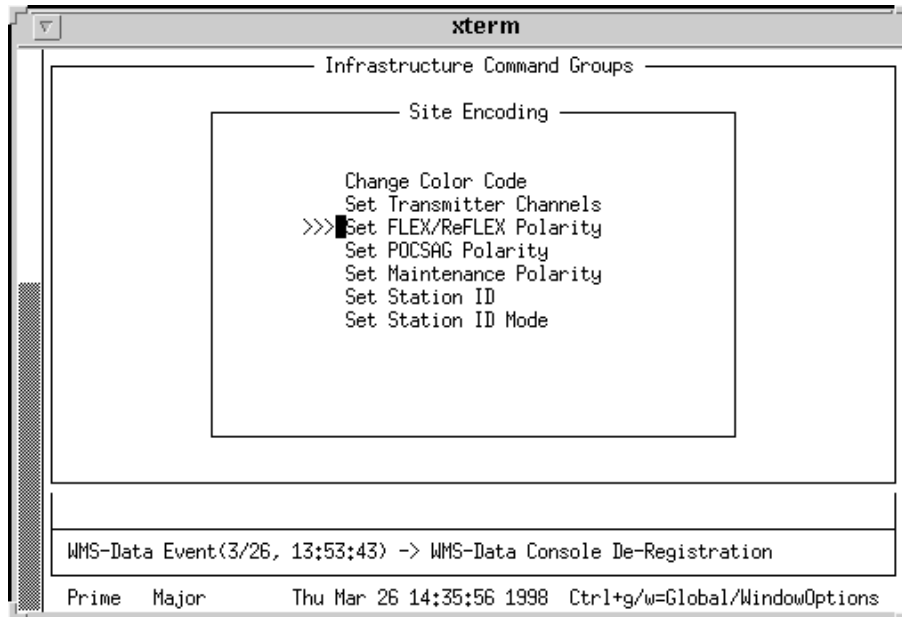 xterm
Infrastructure Command Groups
Site Encoding
Change Color Code
Set Transmitter Channels
>>>Set FLEX/ReFLEX Polarity
Set POCSAG Polarity
Set Maintenance Polarity
Set Station ID
Set Station ID Mode
WMS-Data Event(3/26, 13:53:43) -> WMS-Data Console De-Registration
Prime Major Thu Mar 26 14:35:56 1998 Ctrl+g/w=Global/WindowOptions